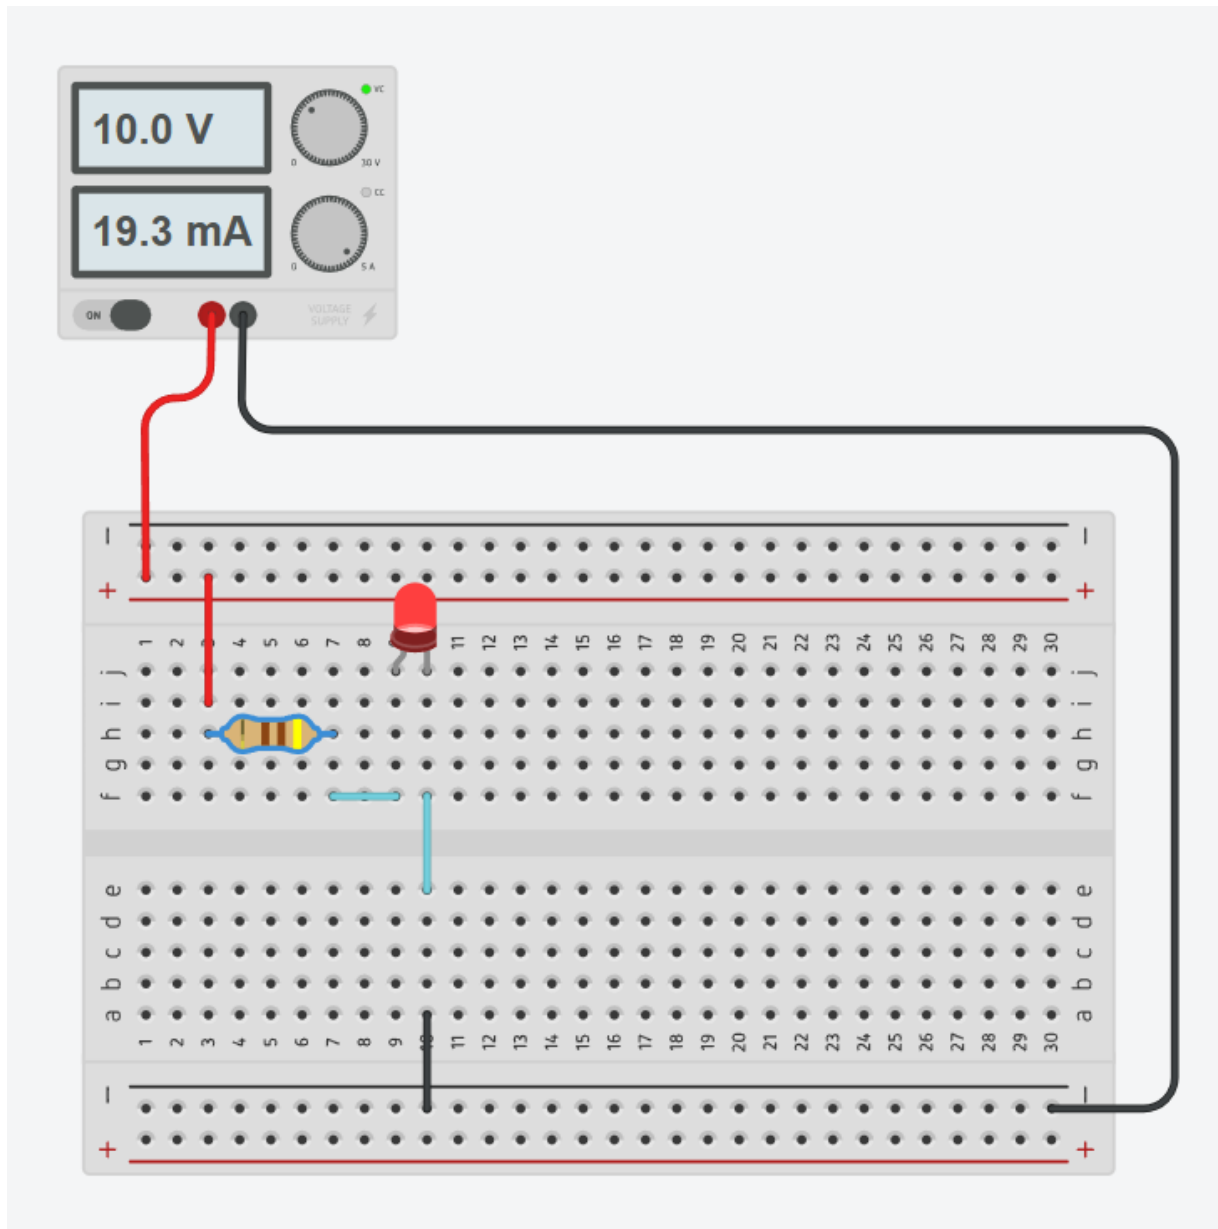 10.0 V
VC
0
30 V
19.3 mA
CC
0
5 A
ON
VOLTAGE
SUPPLY
— —
+ +
1 2 3 4 5 6 7 8 11 12 13 14 15 16 17 18 19 20 21 22 23 24 25 26 27 28 29 30
j j
i i
h h
g g
f f
e e
d d
c c
b b
a a
1 2 3 4 5 6 7 8 9 10 11 12 13 14 15 16 17 18 19 20 21 22 23 24 25 26 27 28 29 30
— —
+ +